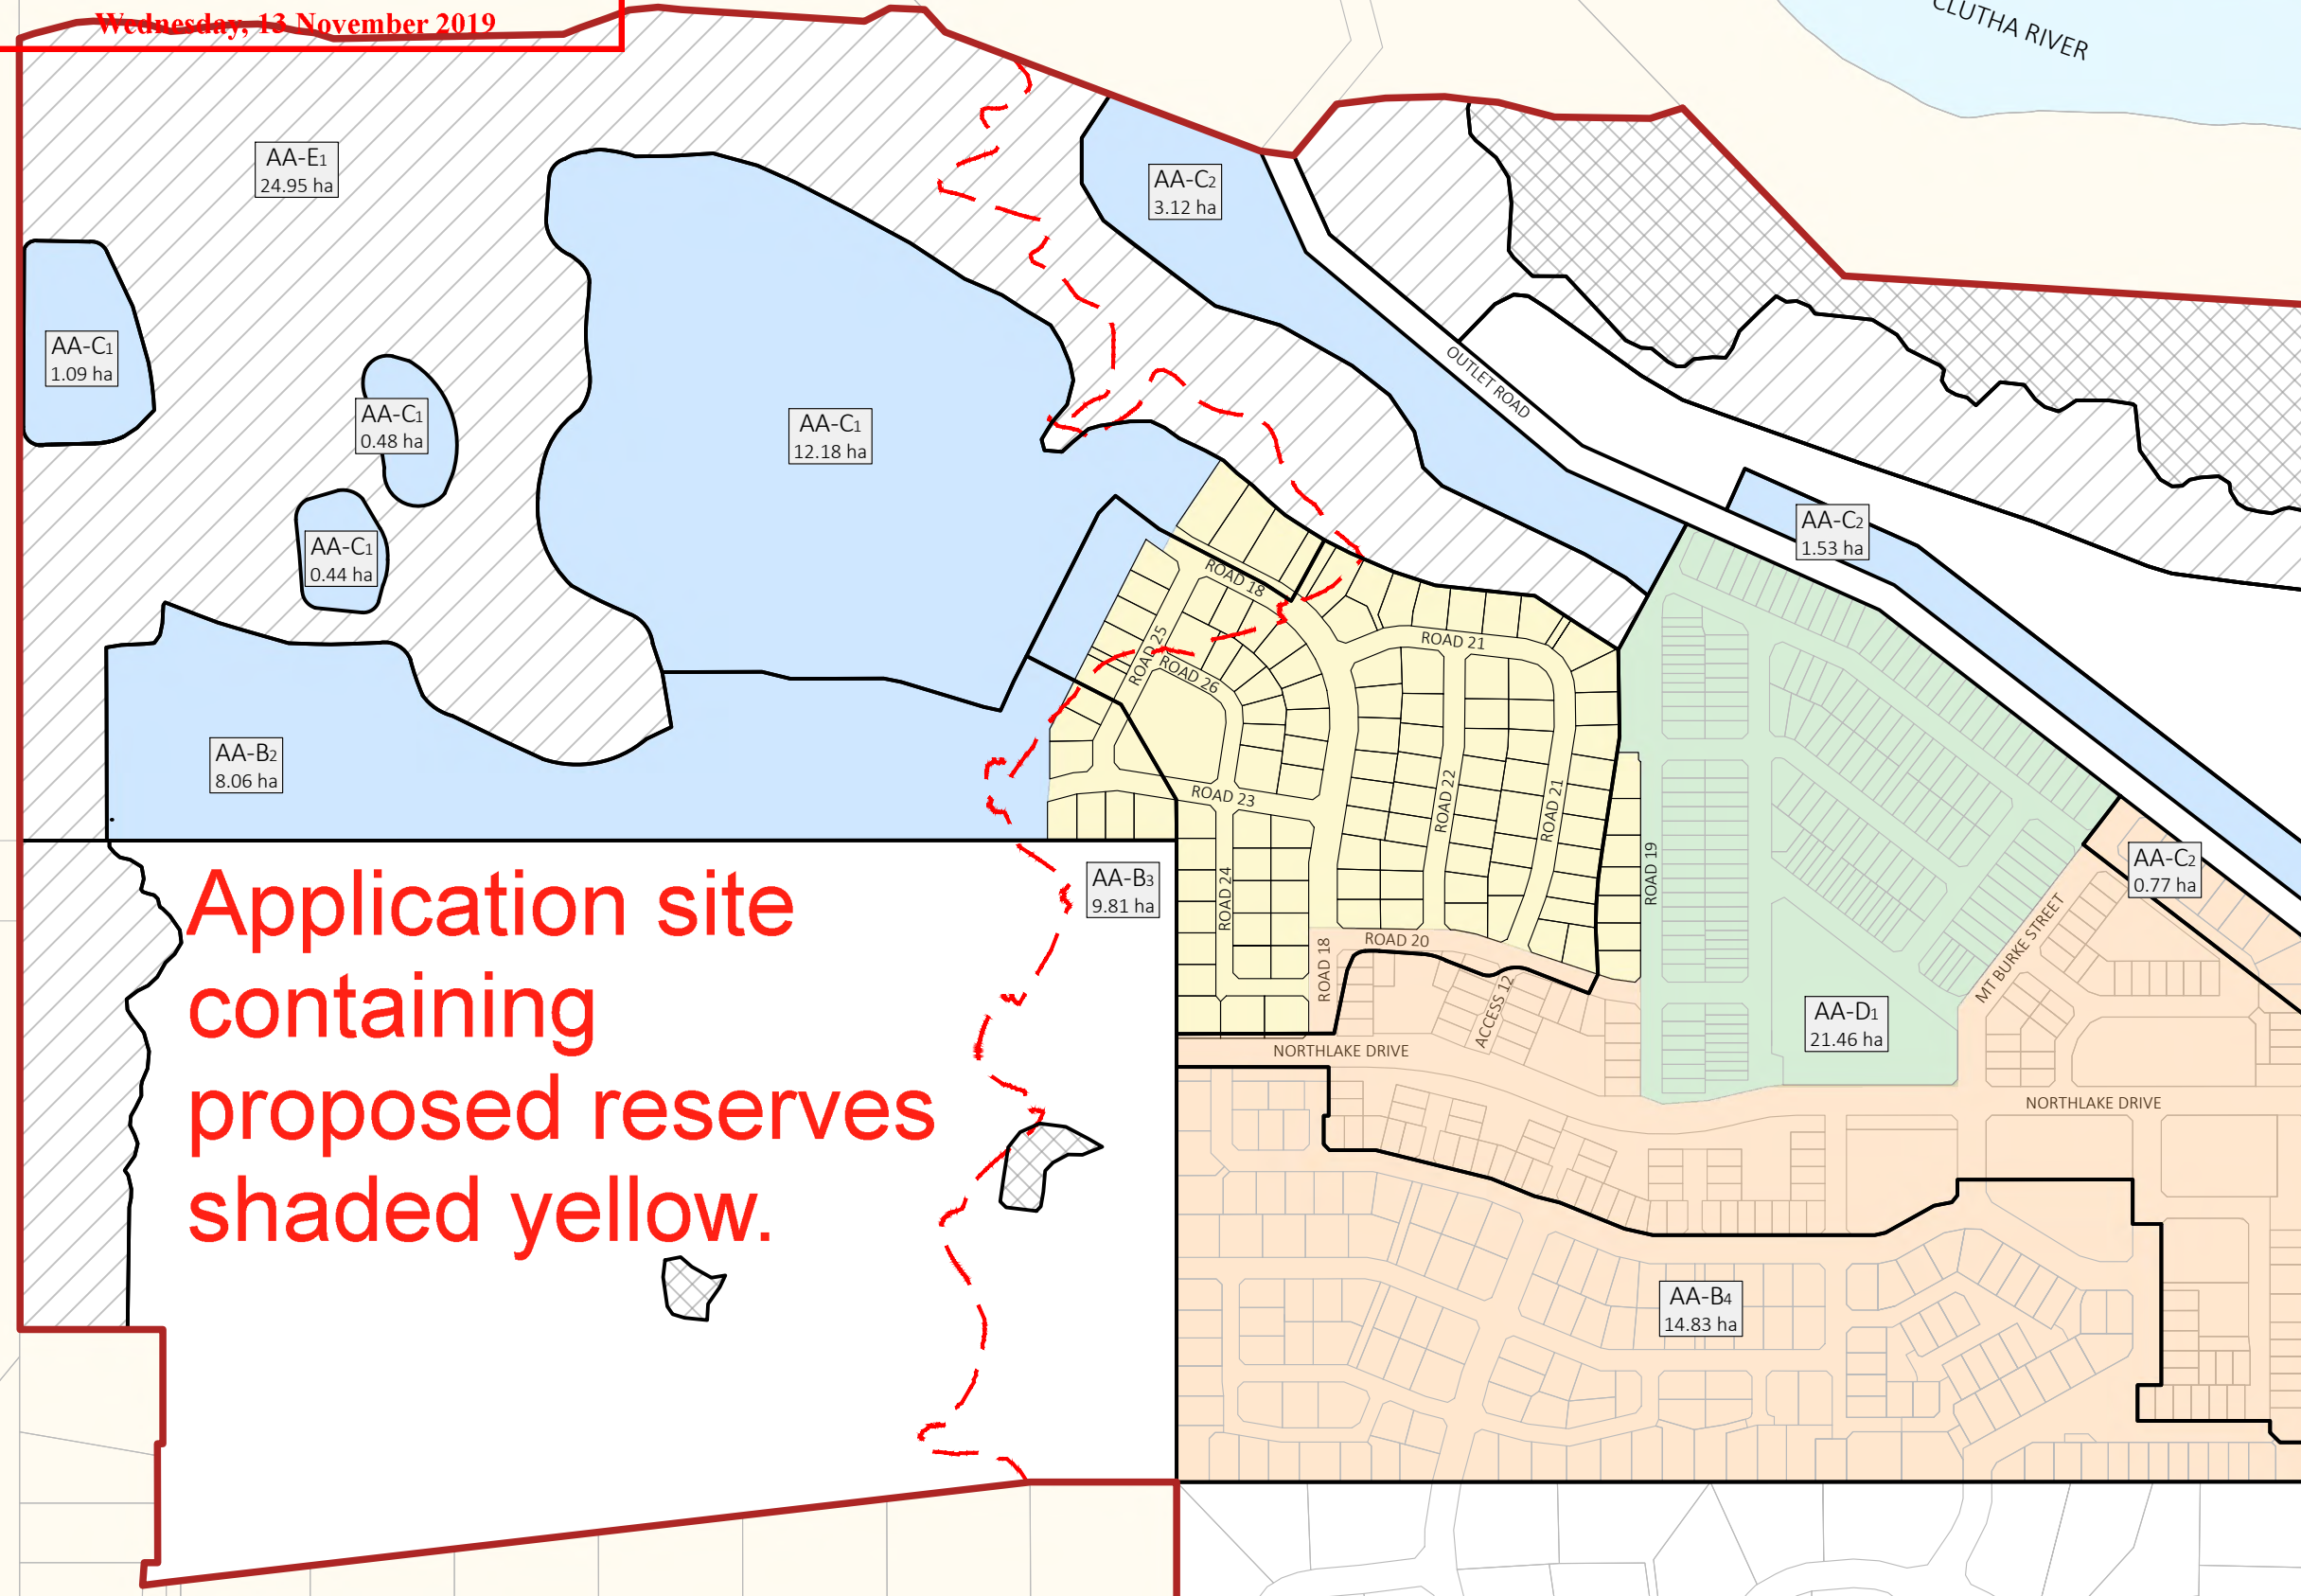 Wednesday, 13 November 2019
CLUTHA RIVER
AA-E1
24.95 ha
AA-C2
3.12 ha
AA-C1
1.09 ha
AA-C1
0.48 ha
AA-C1
12.18 ha
OUTLET ROAD
AA-C1
0.44 ha
AA-C2
1.53 ha
ROAD 18
ROAD 21
ROAD 25
ROAD 26
AA-B2
8.06 ha
ROAD 23
ROAD 22
ROAD 21
ROAD 19
AA-C2
0.77 ha
AA-B3
9.81 ha
ROAD 24
ROAD 20
ROAD 18
ACCESS 12
MT BURKE STREET
AA-D1
21.46 ha
NORTHLAKE DRIVE
NORTHLAKE DRIVE
Application site
containing
proposed reserves
shaded yellow.
AA-B4
14.83 ha